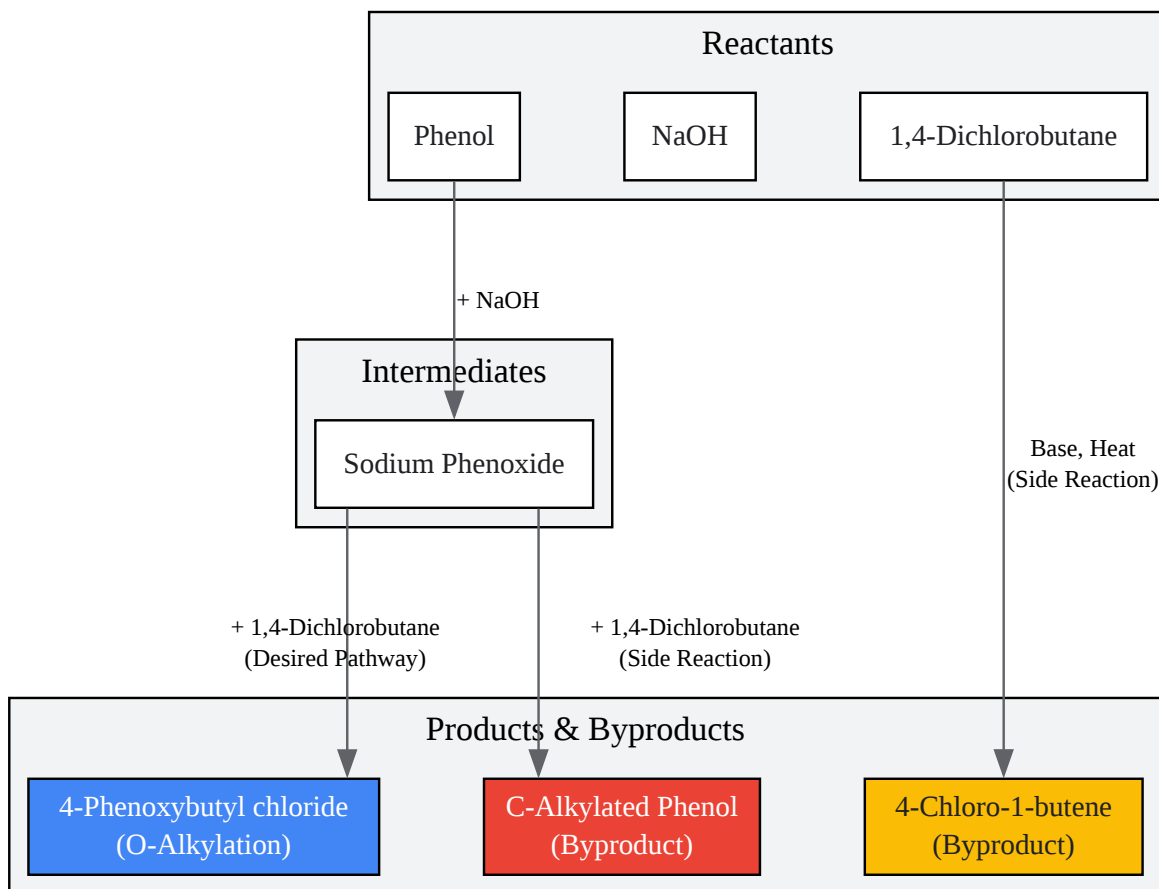 Reactants
Phenol
NaOH
1,4-Dichlorobutane
+ NaOH
Intermediates
Sodium Phenoxide
Base, Heat
(Side Reaction)
+ 1,4-Dichlorobutane
(Desired Pathway)
+ 1,4-Dichlorobutane
(Side Reaction)
Products & Byproducts
4-Phenoxybutyl chloride
(O-Alkylation)
C-Alkylated Phenol
(Byproduct)
4-Chloro-1-butene
(Byproduct)